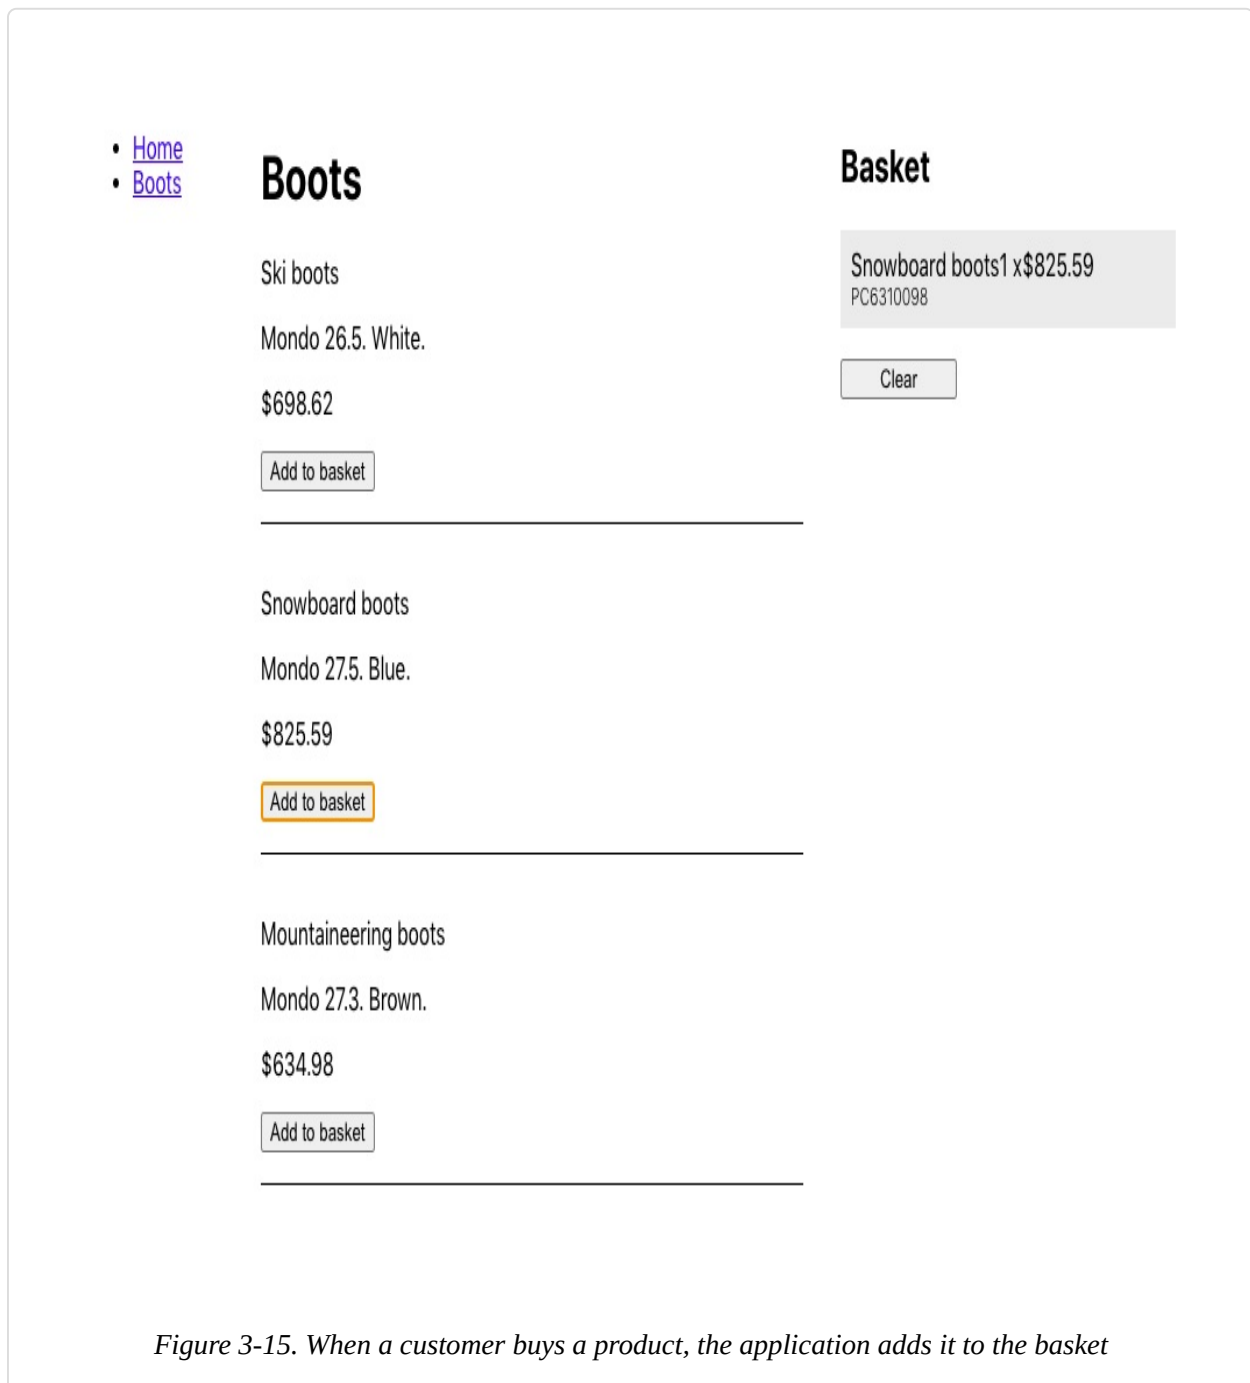 Home
Boots
Boots
Ski boots
Mondo 26.5. White.
$698.62
Add to basket
Snowboard boots
Mondo 27.5. Blue.
$825.59
Add to basket
Mountaineering boots
Mondo 27.3. Brown.
$634.98
Add to basket
Basket
Snowboard boots1 x$825.59
PC6310098
Clear
Figure 3-15. When a customer buys a product, the application adds it to the basket